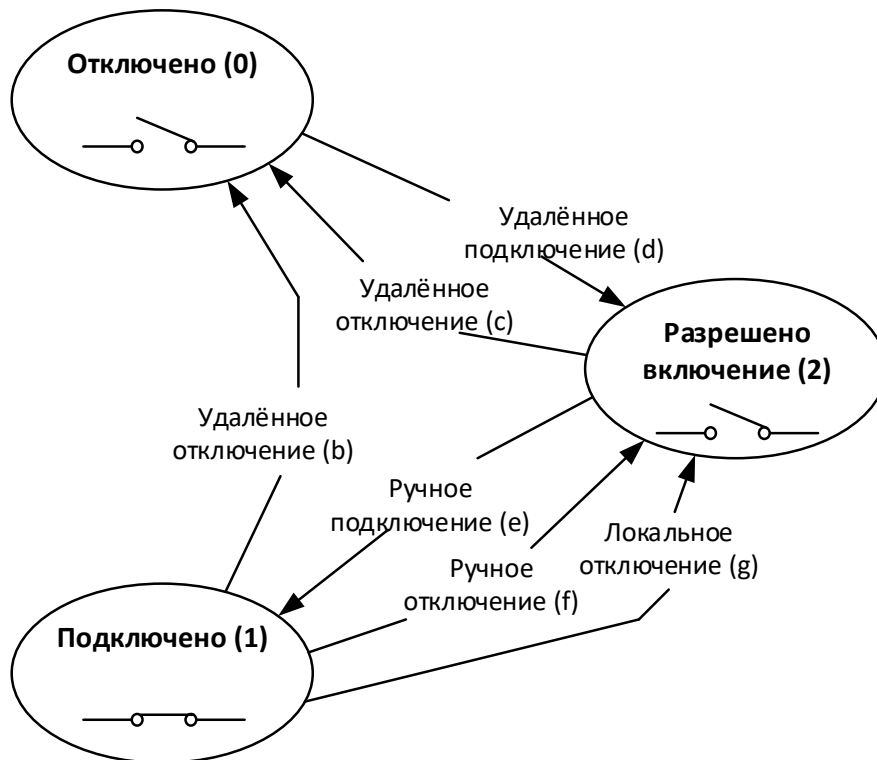 Отключено (0)
Удалённое
подключение (d)
Удалённое
отключение (c)
Разрешено
включение (2)
Удалённое
отключение (b)
Ручное
подключение (e)
Локальное
отключение (g)
Ручное
отключение (f)
Подключено (1)